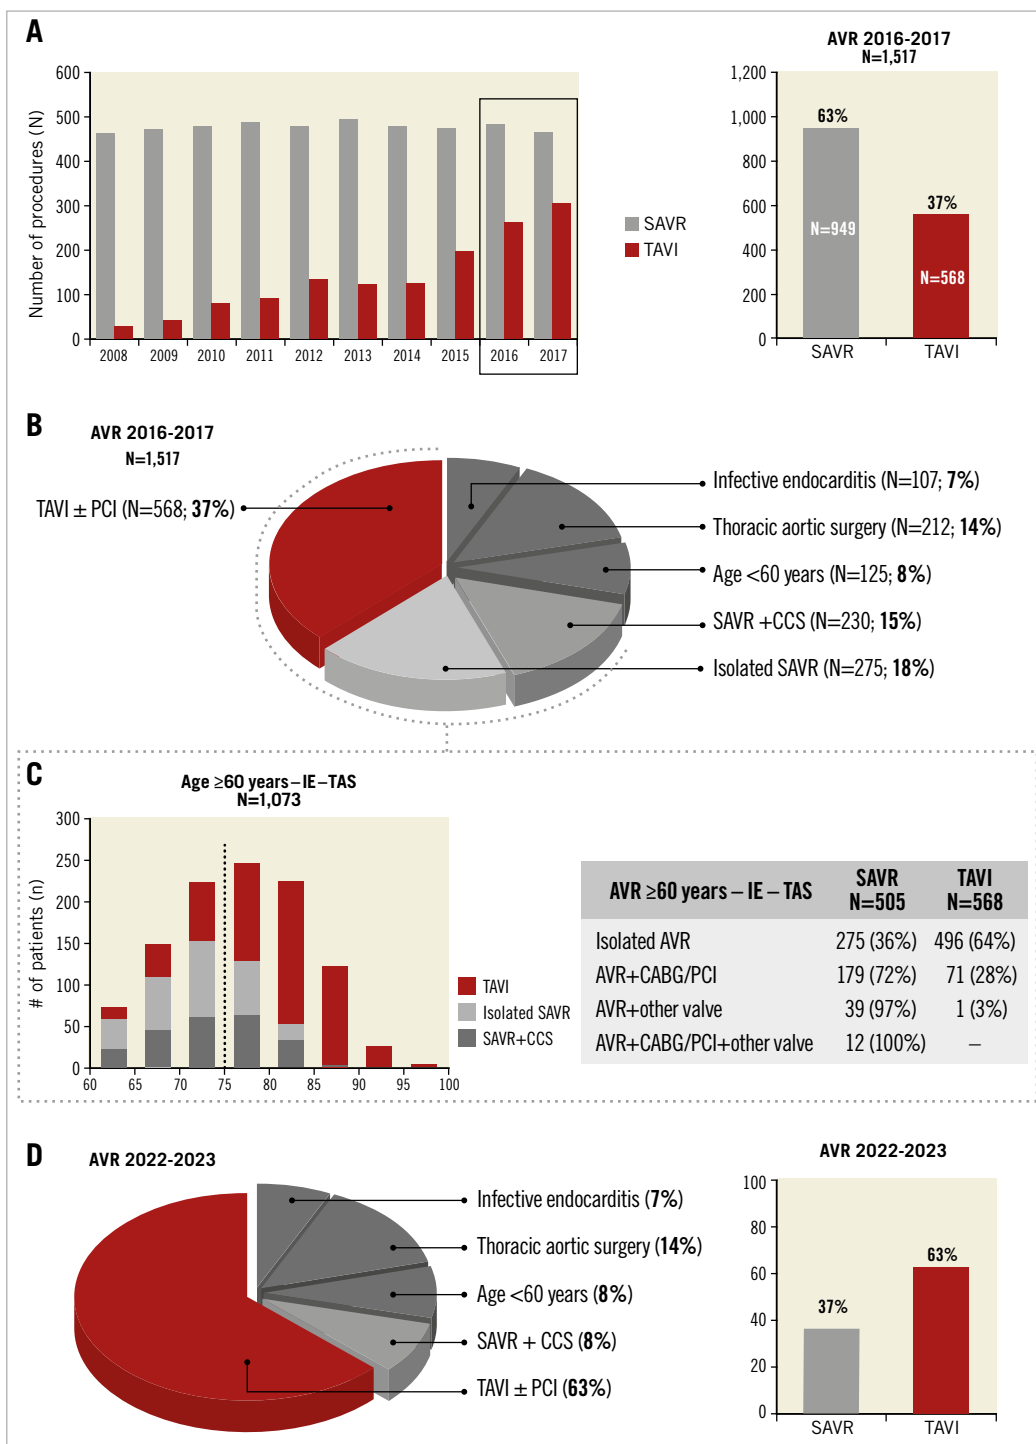 A
600
500
400
300
200
100
0
Number of procedures (N)
2008 2009 2010 2011 2012 2013 2014 2015 2016 2017
SAVR
TAVI
AVR 2016-2017
N=1,517
1,200
1,000
800
600
400
200
0
63%
N=949
37%
N=568
SAVR TAVI
B
AVR 2016-2017
N=1,517
TAVI ± PCI (N=568; 37%)
Infective endocarditis (N=107; 7%)
Thoracic aortic surgery (N=212; 14%)
Age <60 years (N=125; 8%)
SAVR +CCS (N=230; 15%)
Isolated SAVR (N=275; 18%)
C
Age ≥60 years – IE – TAS
N=1,073
300
250
200
150
100
50
0
# of patients (n)
60 65 70 75 80 85 90 95 100
TAVI
Isolated SAVR
SAVR+CCS
AVR ≥60 years – IE – TAS SAVR N=505 TAVI N=568
Isolated AVR 275 (36%) 496 (64%)
AVR+CABG/PCI 179 (72%) 71 (28%)
AVR+other valve 39 (97%) 1 (3%)
AVR+CABG/PCI+other valve 12 (100%) –
D
AVR 2022-2023
Infective endocarditis (7%)
Thoracic aortic surgery (14%)
Age <60 years (8%)
SAVR + CCS (8%)
TAVI ± PCI (63%)
AVR 2022-2023
100
80
60
40
20
0
37%
63%
SAVR TAVI